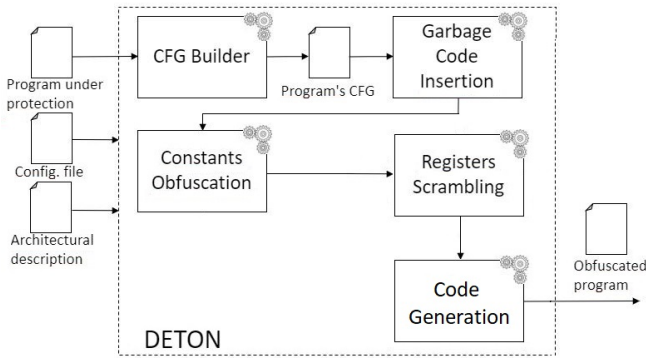 CFG Builder
Garbage
Code
Insertion
Program under
protection
Program's CFG
Constants
Obfuscation
Registers
Scrambling
Config. file
Architectural
description
Obfuscated
program
Code
Generation
DETON